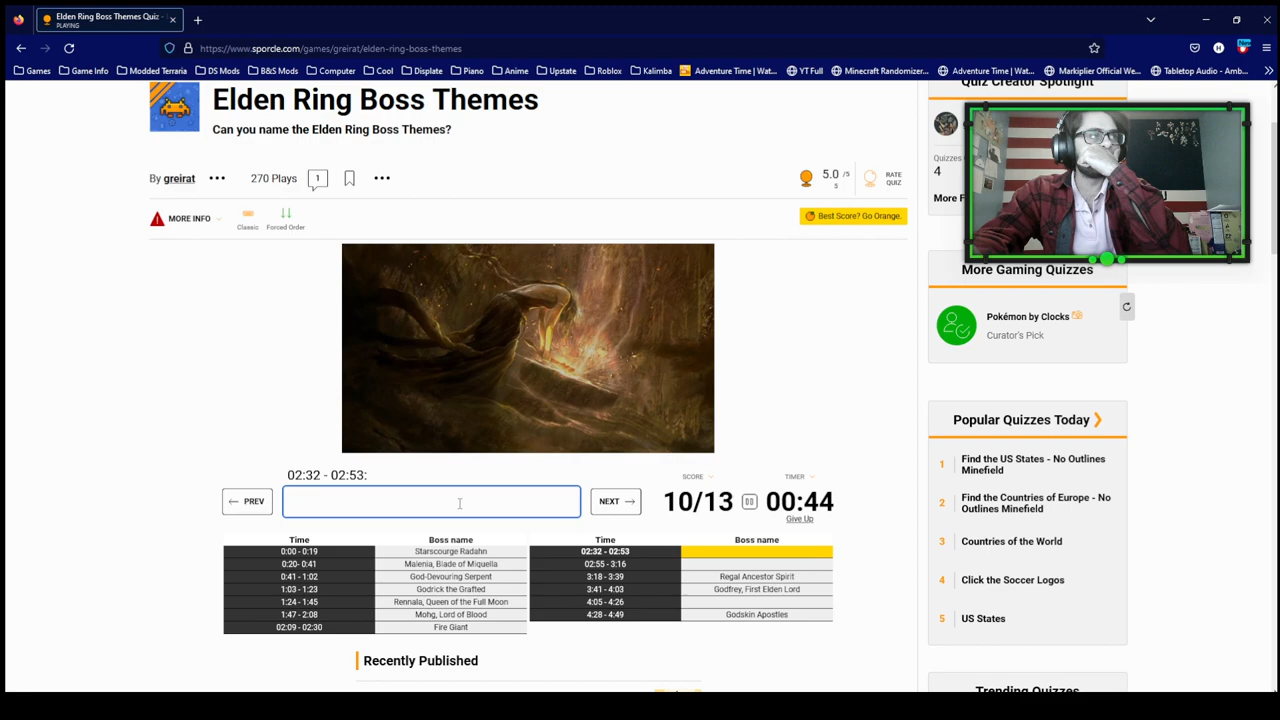 Elden Ring Boss Themes Quiz -
PLAYING
https://www.sporcle.com/games/greirat/elden-ring-boss-themes
H
New
Games
Game Info
Modded Terraria
DS Mods
B&S Mods
Computer
Cool
Displate
Piano
Anime
Upstate
Roblox
Kalimba
Adventure Time | Wat...
YT Full
Minecraft Randomizer...
Adventure Time | Wat...
Markiplier Official We...
Tabletop Audio - Amb...
Elden Ring Boss Themes
Can you name the Elden Ring Boss Themes?
By greirat
270 Plays
1
5.0 /5
5
RATE
QUIZ
MORE INFO
Classic
Forced Order
Best Score? Go Orange.
02:32 - 02:53:
PREV
NEXT
SCORE
10/13
TIMER
00:44
Give Up
Time Boss name
0:00 - 0:19 Starscourge Radahn
0:20- 0:41 Malenia, Blade of Miquella
0:41 - 1:02 God-Devouring Serpent
1:03 - 1:23 Godrick the Grafted
1:24 - 1:45 Rennala, Queen of the Full Moon
1:47 - 2:08 Mohg, Lord of Blood
02:09 - 02:30 Fire Giant
Time Boss name
02:32 - 02:53
02:55 - 3:16
3:18 - 3:39 Regal Ancestor Spirit
3:41 - 4:03 Godfrey, First Elden Lord
4:05 - 4:26
4:28 - 4:49 Godskin Apostles
Recently Published
Quiz Creator Spotlight
Quizzes
4
More F
More Gaming Quizzes
Pokémon by Clocks
Curator's Pick
Popular Quizzes Today
1 Find the US States - No Outlines
Minefield
2 Find the Countries of Europe - No
Outlines Minefield
3 Countries of the World
4 Click the Soccer Logos
5 US States
Trending Quizzes